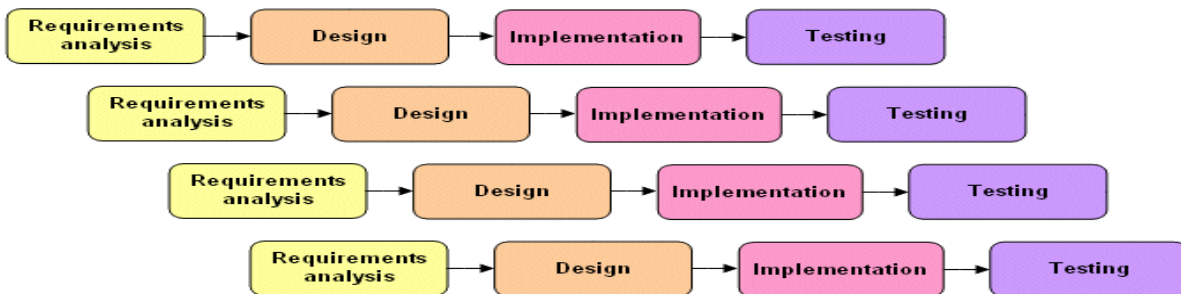 Requirements
analysis
Design
Implementation
Testing
Requirements
analysis
Design
Implementation
Testing
Requirements
analysis
Design
Implementation
Testing
Requirements
analysis
Design
Implementation
Testing